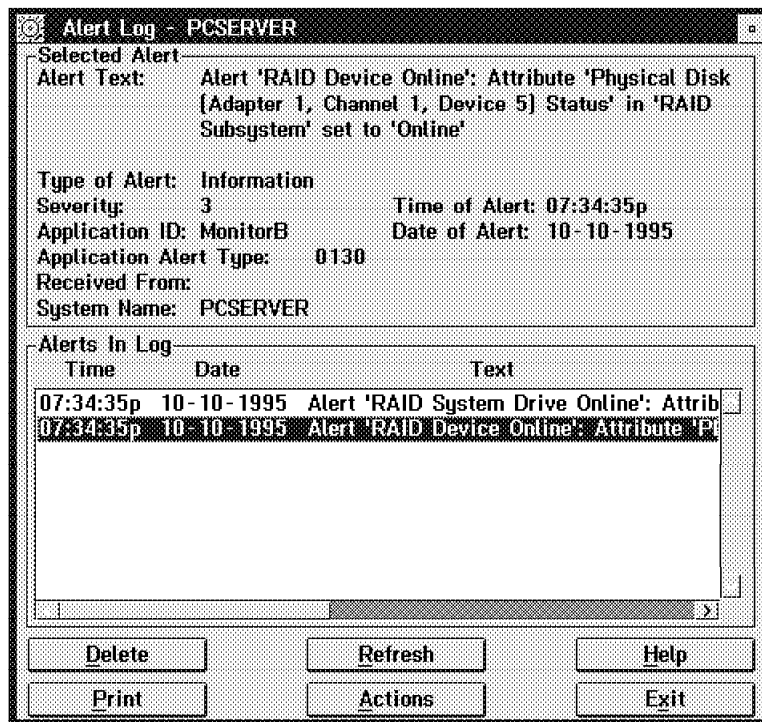 Alert Log - PCSERVER
Selected Alert
Alert Text: Alert 'RAID Device Online': Attribute 'Physical Disk
(Adapter 1, Channel 1, Device 5) Status' in 'RAID
Subsystem' set to 'Online'
Type of Alert: Information
Severity: 3 Time of Alert: 07:34:35p
Application ID: MonitorB Date of Alert: 10-10-1995
Application Alert Type: 0130
Received From:
System Name: PCSERVER
Alerts In Log
Time Date Text
07:34:35p 10-10-1995 Alert 'RAID System Drive Online': Attrib
07:34:35p 10-10-1995 Alert 'RAID Device Online': Attribute 'P
Delete Refresh Help
Print Actions Exit